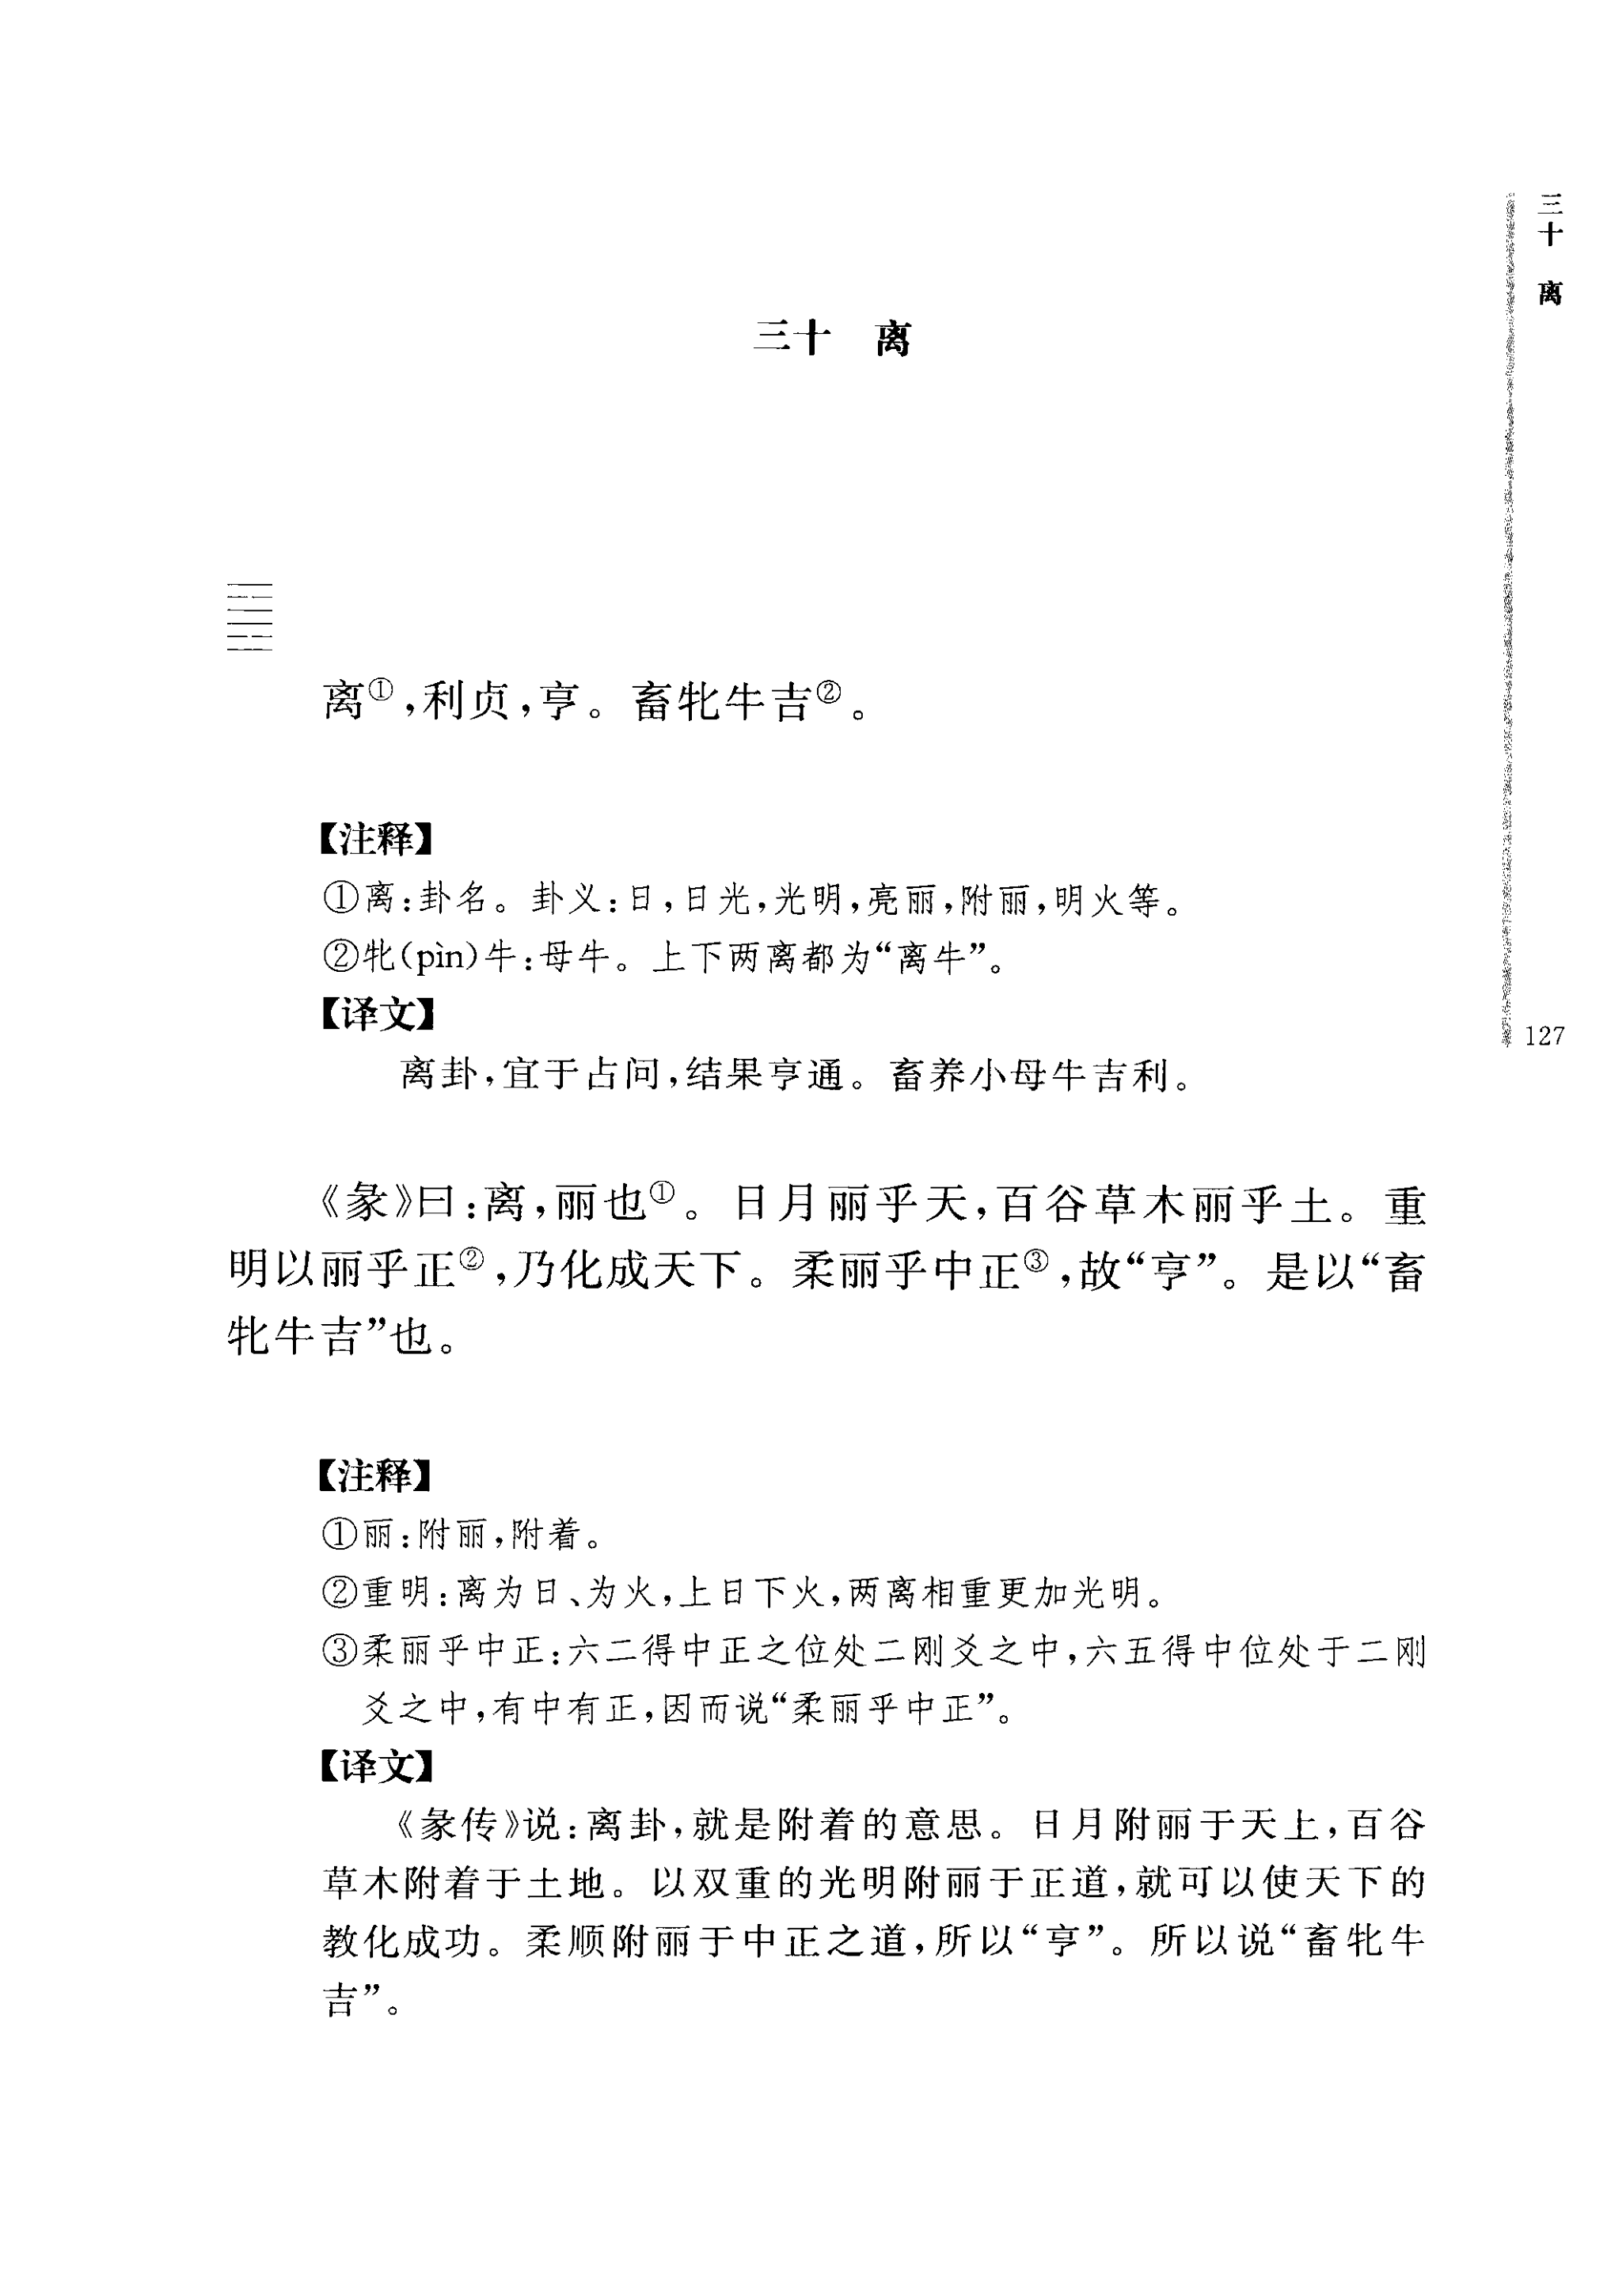 三十 离
三十 离
离①,利贞,亨。畜牝牛吉②。
【注释】
①离:卦名。卦义:日,日光,光明,亮丽,附丽,明火等。
②牝(pìn)牛:母牛。上下两离都为“离牛”。
【译文】
离卦,宜于占问,结果亨通。畜养小母牛吉利。
127
《彖》曰:离,丽也①。日月丽乎天,百谷草木丽乎土。重
明以丽乎正②,乃化成天下。柔丽乎中正③,故“亨”。是以“畜
牝牛吉”也。
【注释】
①丽:附丽,附着。
②重明:离为日、为火,上日下火,两离相重更加光明。
③柔丽乎中正:六二得中正之位处二刚爻之中,六五得中位处于二刚
爻之中,有中有正,因而说“柔丽乎中正”。
【译文】
《彖传》说:离卦,就是附着的意思。日月附丽于天上,百谷
草木附着于土地。以双重的光明附丽于正道,就可以使天下的
教化成功。柔顺附丽于中正之道,所以“亨”。所以说“畜牝牛
吉”。